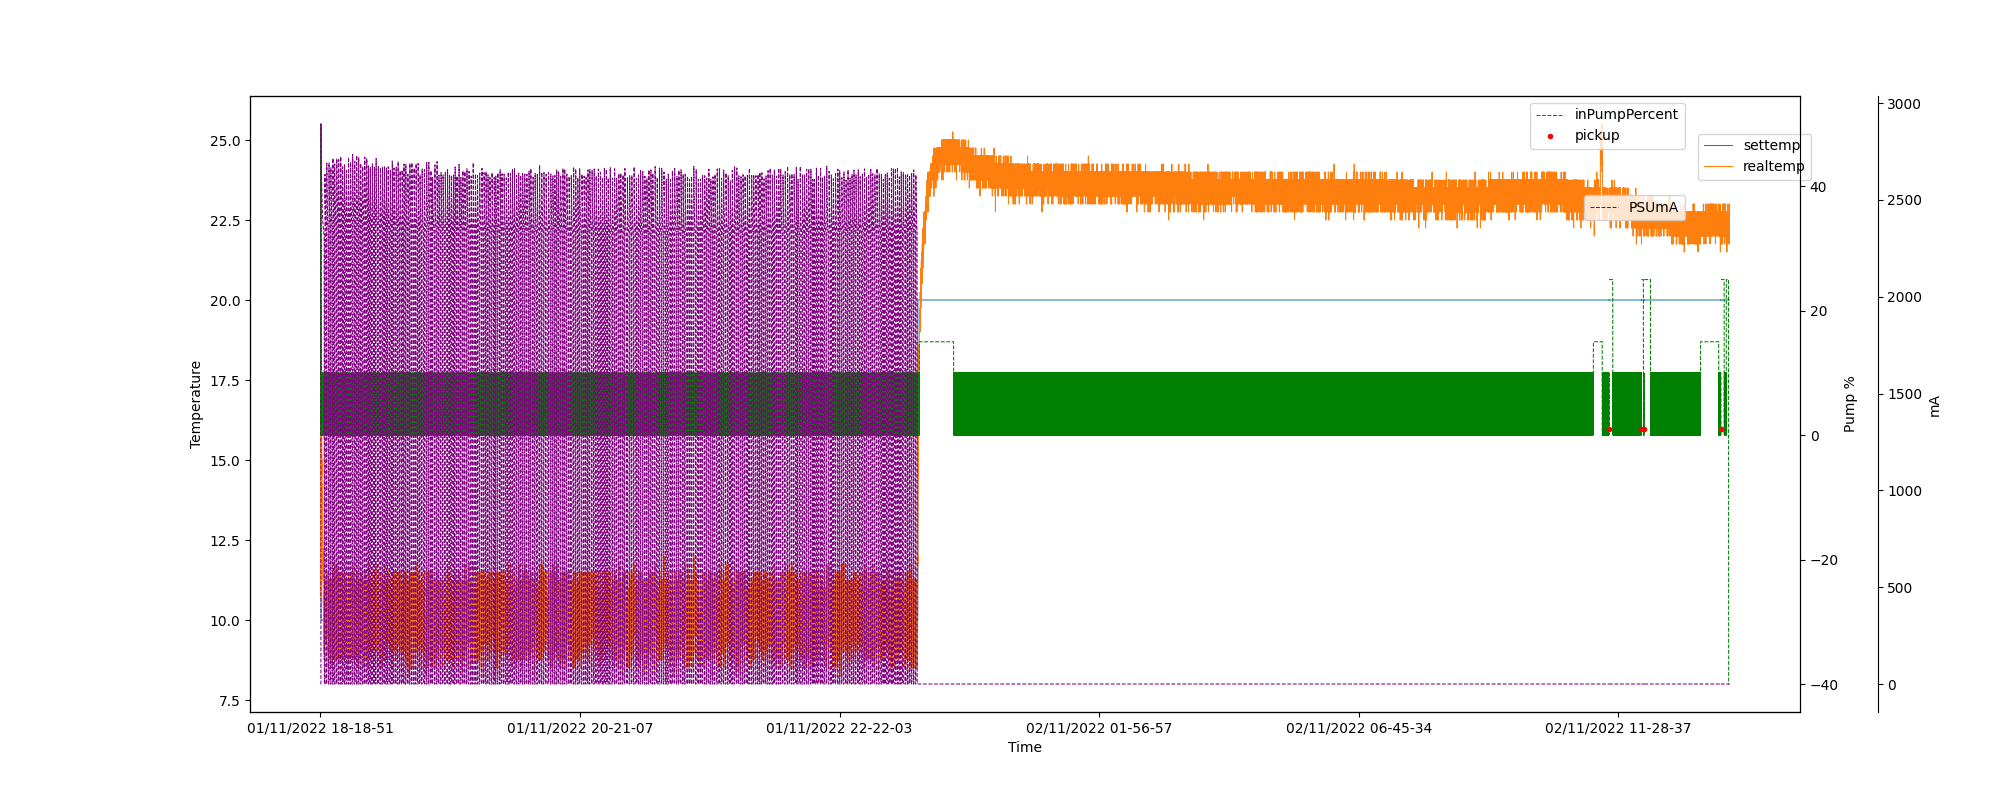 inPumpPercent
pickup
settemp
realtemp
PSUmA
Temperature
25.0
22.5
20.0
17.5
15.0
12.5
10.0
7.5
40
20
0
−20
−40
Pump %
3000
2500
2000
1500
1000
500
0
mA
01/11/2022 18-18-51
01/11/2022 20-21-07
01/11/2022 22-22-03
02/11/2022 01-56-57
02/11/2022 06-45-34
02/11/2022 11-28-37
Time